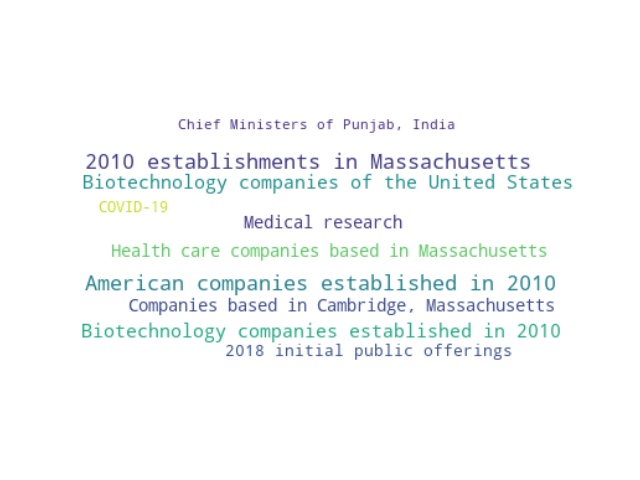 Chief Ministers of Punjab, India
2010 establishments in Massachusetts
Biotechnology companies of the United States
COVID-19
Medical research
Health care companies based in Massachusetts
American companies established in 2010
Companies based in Cambridge, Massachusetts
Biotechnology companies established in 2010
2018 initial public offerings